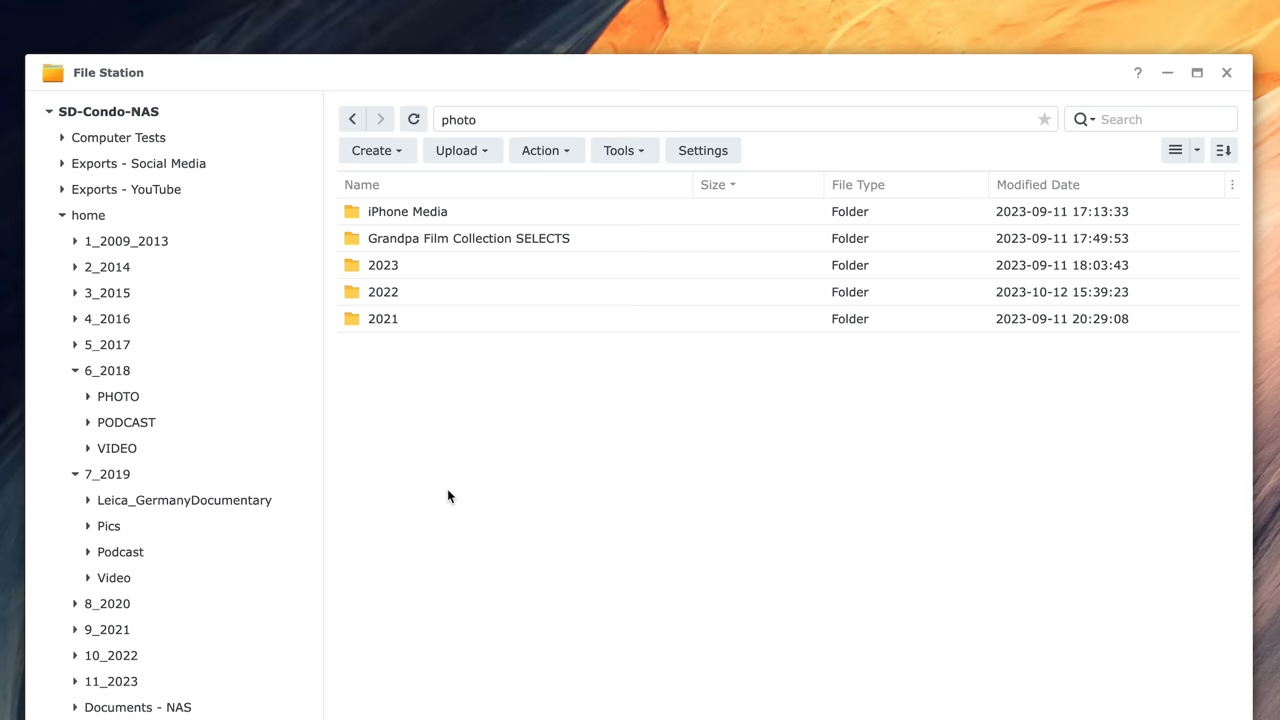 File Station
?
SD-Condo-NAS
Computer Tests
Exports - Social Media
Exports - YouTube
home
1_2009_2013
2_2014
3_2015
4_2016
5_2017
6_2018
PHOTO
PODCAST
VIDEO
7_2019
Leica_GermanyDocumentary
Pics
Podcast
Video
8_2020
9_2021
10_2022
11_2023
Documents - NAS
photo
Search
Create Upload Action Tools Settings
Name Size File Type Modified Date
iPhone Media Folder 2023-09-11 17:13:33
Grandpa Film Collection SELECTS Folder 2023-09-11 17:49:53
2023 Folder 2023-09-11 18:03:43
2022 Folder 2023-10-12 15:39:23
2021 Folder 2023-09-11 20:29:08